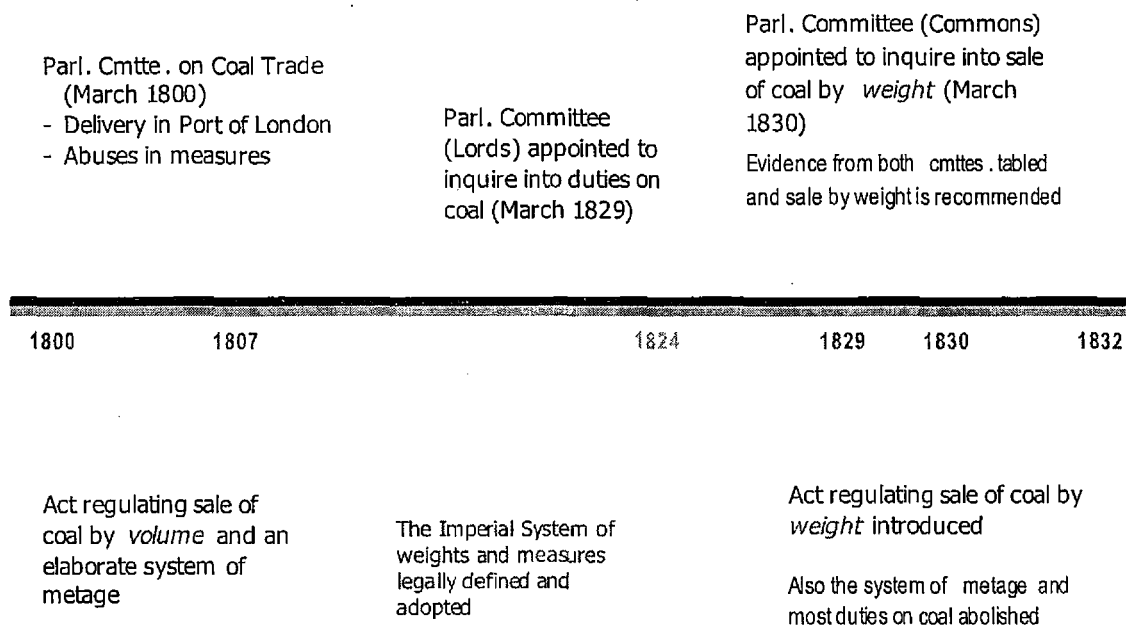 Parl. Cmtte. on Coal Trade
(March 1800)
- Delivery in Port of London
- Abuses in measures
Parl. Committee
(Lords) appointed to
inquire into duties on
coal (March 1829)
Parl. Committee (Commons)
appointed to inquire into sale
of coal by weight (March
1830)
Evidence from both cmttes. tabled
and sale by weight is recommended
1800 1807 1824 1829 1830 1832
Act regulating sale of
coal by volume and an
elaborate system of
metage
The Imperial System of
weights and measures
legally defined and
adopted
Act regulating sale of coal by
weight introduced
Also the system of metage and
most duties on coal abolished